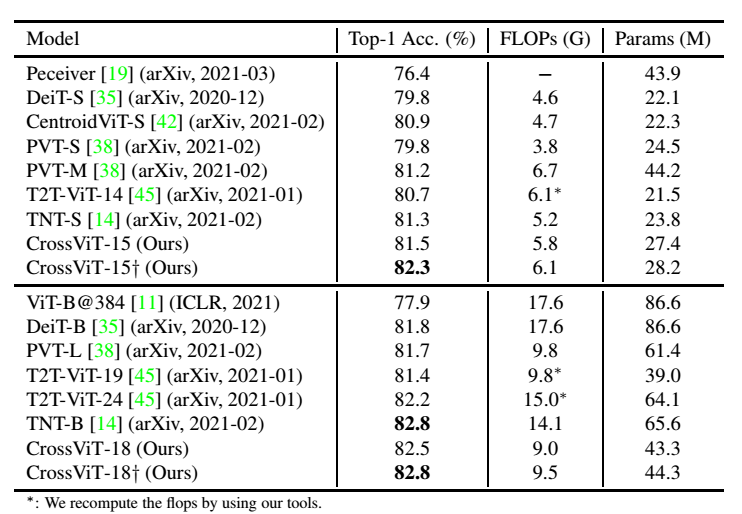 Model Top-1 Acc. (%) FLOPs (G) Params (M)
Peceiver [19] (arXiv, 2021-03) 76.4 – 43.9
DeiT-S [35] (arXiv, 2020-12) 79.8 4.6 22.1
CentroidViT-S [42] (arXiv, 2021-02) 80.9 4.7 22.3
PVT-S [38] (arXiv, 2021-02) 79.8 3.8 24.5
PVT-M [38] (arXiv, 2021-02) 81.2 6.7 44.2
T2T-ViT-14 [45] (arXiv, 2021-01) 80.7 6.1* 21.5
TNT-S [14] (arXiv, 2021-02) 81.3 5.2 23.8
CrossViT-15 (Ours) 81.5 5.8 27.4
CrossViT-15† (Ours) 82.3 6.1 28.2
ViT-B@384 [11] (ICLR, 2021) 77.9 17.6 86.6
DeiT-B [35] (arXiv, 2020-12) 81.8 17.6 86.6
PVT-L [38] (arXiv, 2021-02) 81.7 9.8 61.4
T2T-ViT-19 [45] (arXiv, 2021-01) 81.4 9.8* 39.0
T2T-ViT-24 [45] (arXiv, 2021-01) 82.2 15.0* 64.1
TNT-B [14] (arXiv, 2021-02) 82.8 14.1 65.6
CrossViT-18 (Ours) 82.5 9.0 43.3
CrossViT-18† (Ours) 82.8 9.5 44.3
*: We recompute the flops by using our tools.